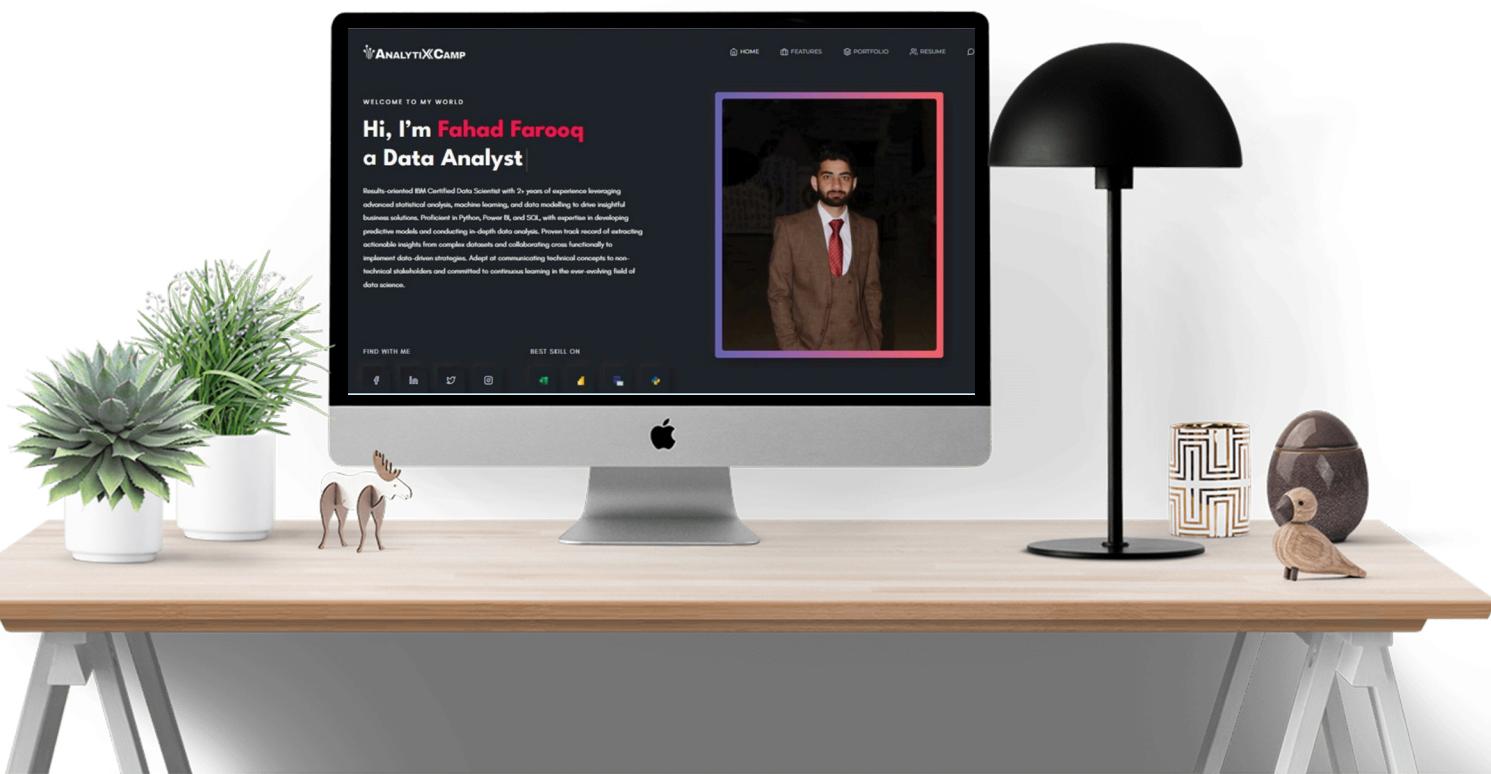 AnalytiXCamp
HOME FEATURES PORTFOLIO RESUME
WELCOME TO MY WORLD
Hi, I'm Fahad Farooq
a Data Analyst
Results-oriented IBM Certified Data Scientist with 2+ years of experience leveraging
advanced statistical analysis, machine learning, and data modelling to drive insightful
business solutions. Proficient in Python, Power BI, and SQL, with expertise in developing
predictive models and conducting in-depth data analysis. Proven track record of extracting
actionable insights from complex datasets and collaborating cross functionally to
implement data-driven strategies. Adept at communicating technical concepts to non-
technical stakeholders and committed to continuous learning in the ever-evolving field of
data science.
FIND WITH ME BEST SKILL ON